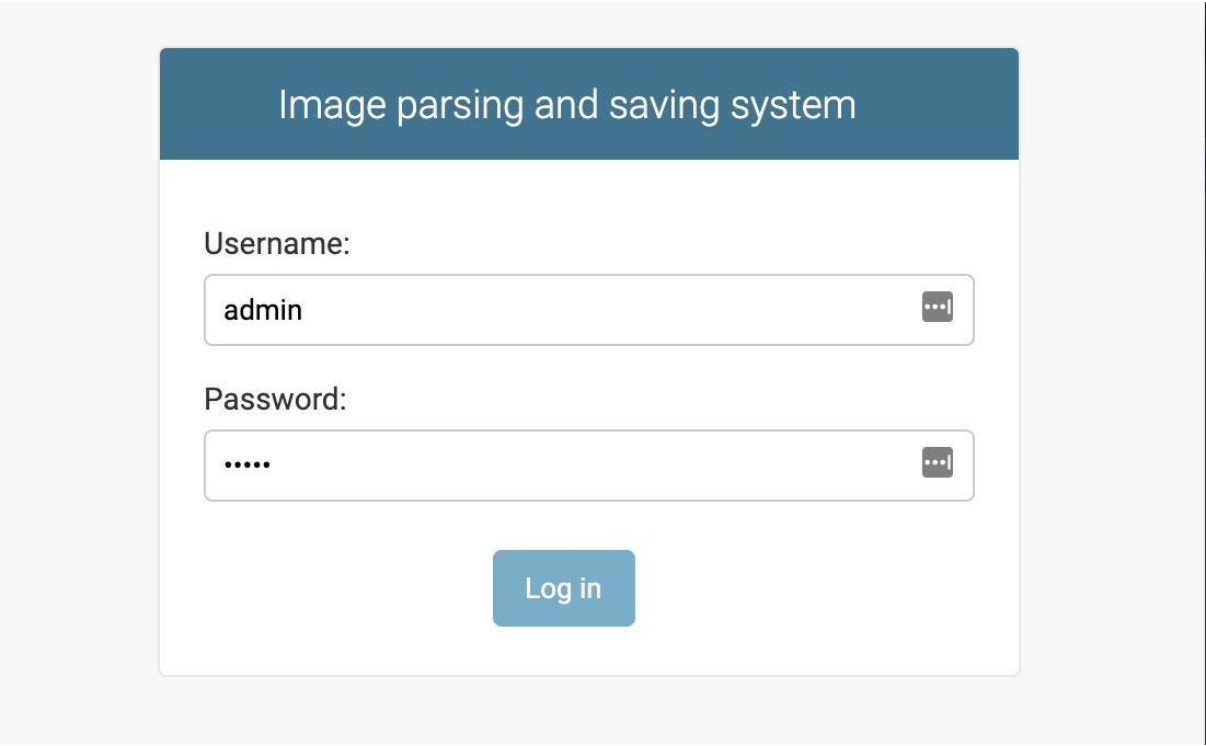 Image parsing and saving system
Username:
admin
Password:
•••••
Log in